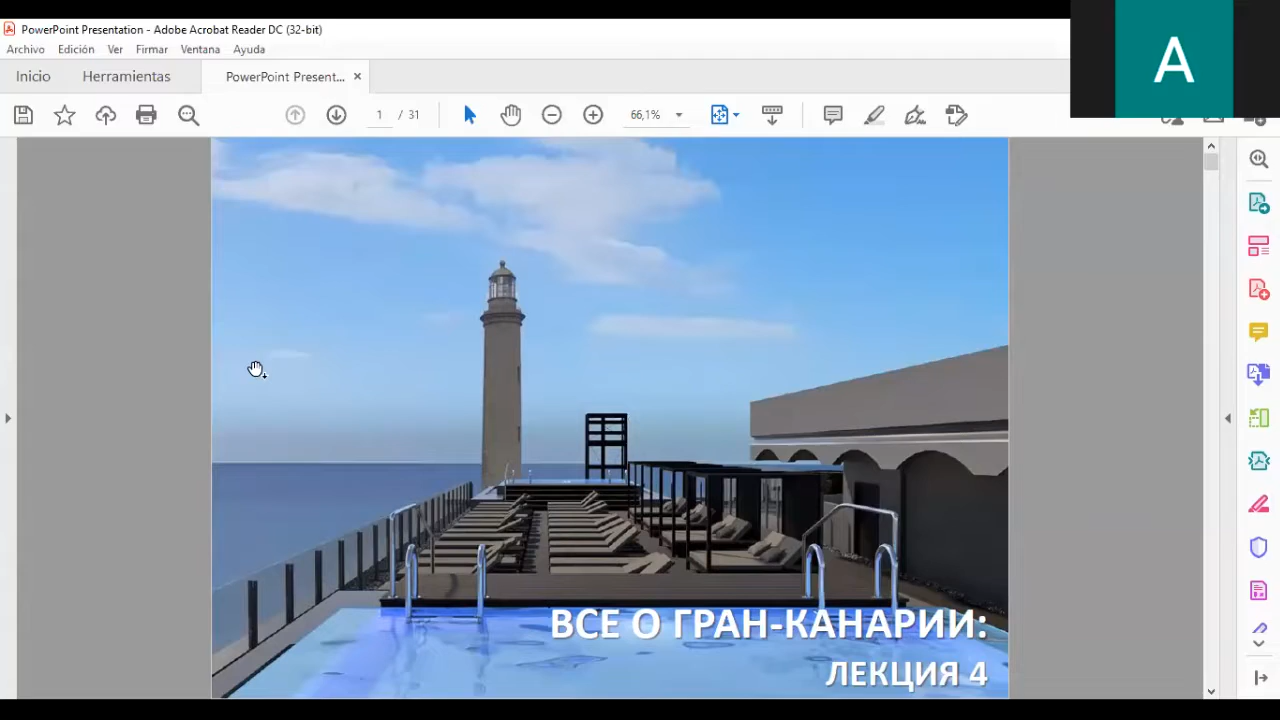 PowerPoint Presentation - Adobe Acrobat Reader DC (32-bit)
Archivo Edición Ver Firmar Ventana Ayuda
Inicio Herramientas PowerPoint Present... ×
1 / 31 66,1%
A
ВСЕ О ГРАН-КАНАРИИ:
ЛЕКЦИЯ 4